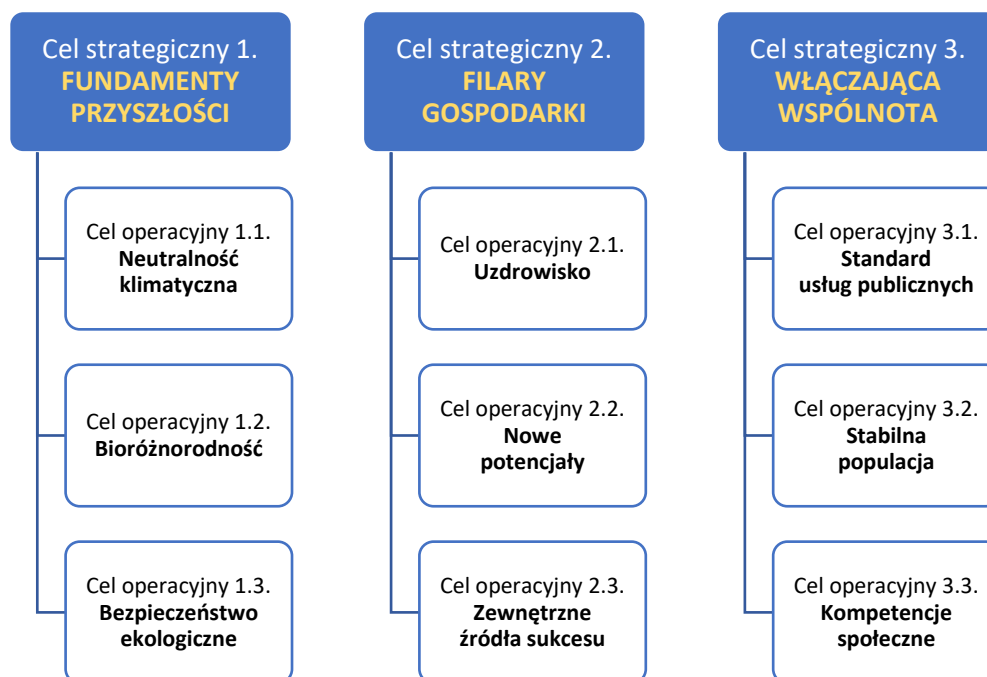 Cel strategiczny 1.
FUNDAMENTY
PRZYSZŁOŚCI
Cel operacyjny 1.1.
Neutralność
klimatyczna
Cel operacyjny 1.2.
Bioróżnorodność
Cel operacyjny 1.3.
Bezpieczeństwo
ekologiczne
Cel strategiczny 2.
FILARY
GOSPODARKI
Cel operacyjny 2.1.
Uzdrowisko
Cel operacyjny 2.2.
Nowe
potencjały
Cel operacyjny 2.3.
Zewnętrzne
źródła sukcesu
Cel strategiczny 3.
WŁĄCZAJĄCA
WSPÓLNOTA
Cel operacyjny 3.1.
Standard
usług publicznych
Cel operacyjny 3.2.
Stabilna
populacja
Cel operacyjny 3.3.
Kompetencje
społeczne